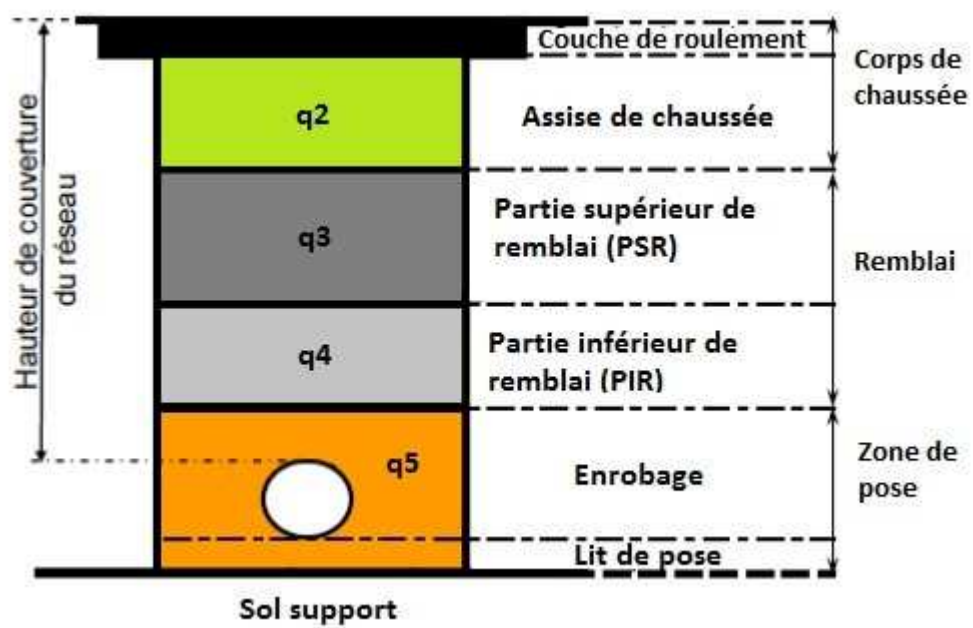 Couche de roulement
Corps de
chaussée
q2
Assise de chaussée
Hauteur de couverture
du réseau
q3
Partie supérieur de
remblai (PSR)
Remblai
q4
Partie inférieur de
remblai (PIR)
q5
Enrobage
Zone de
pose
Lit de pose
Sol support